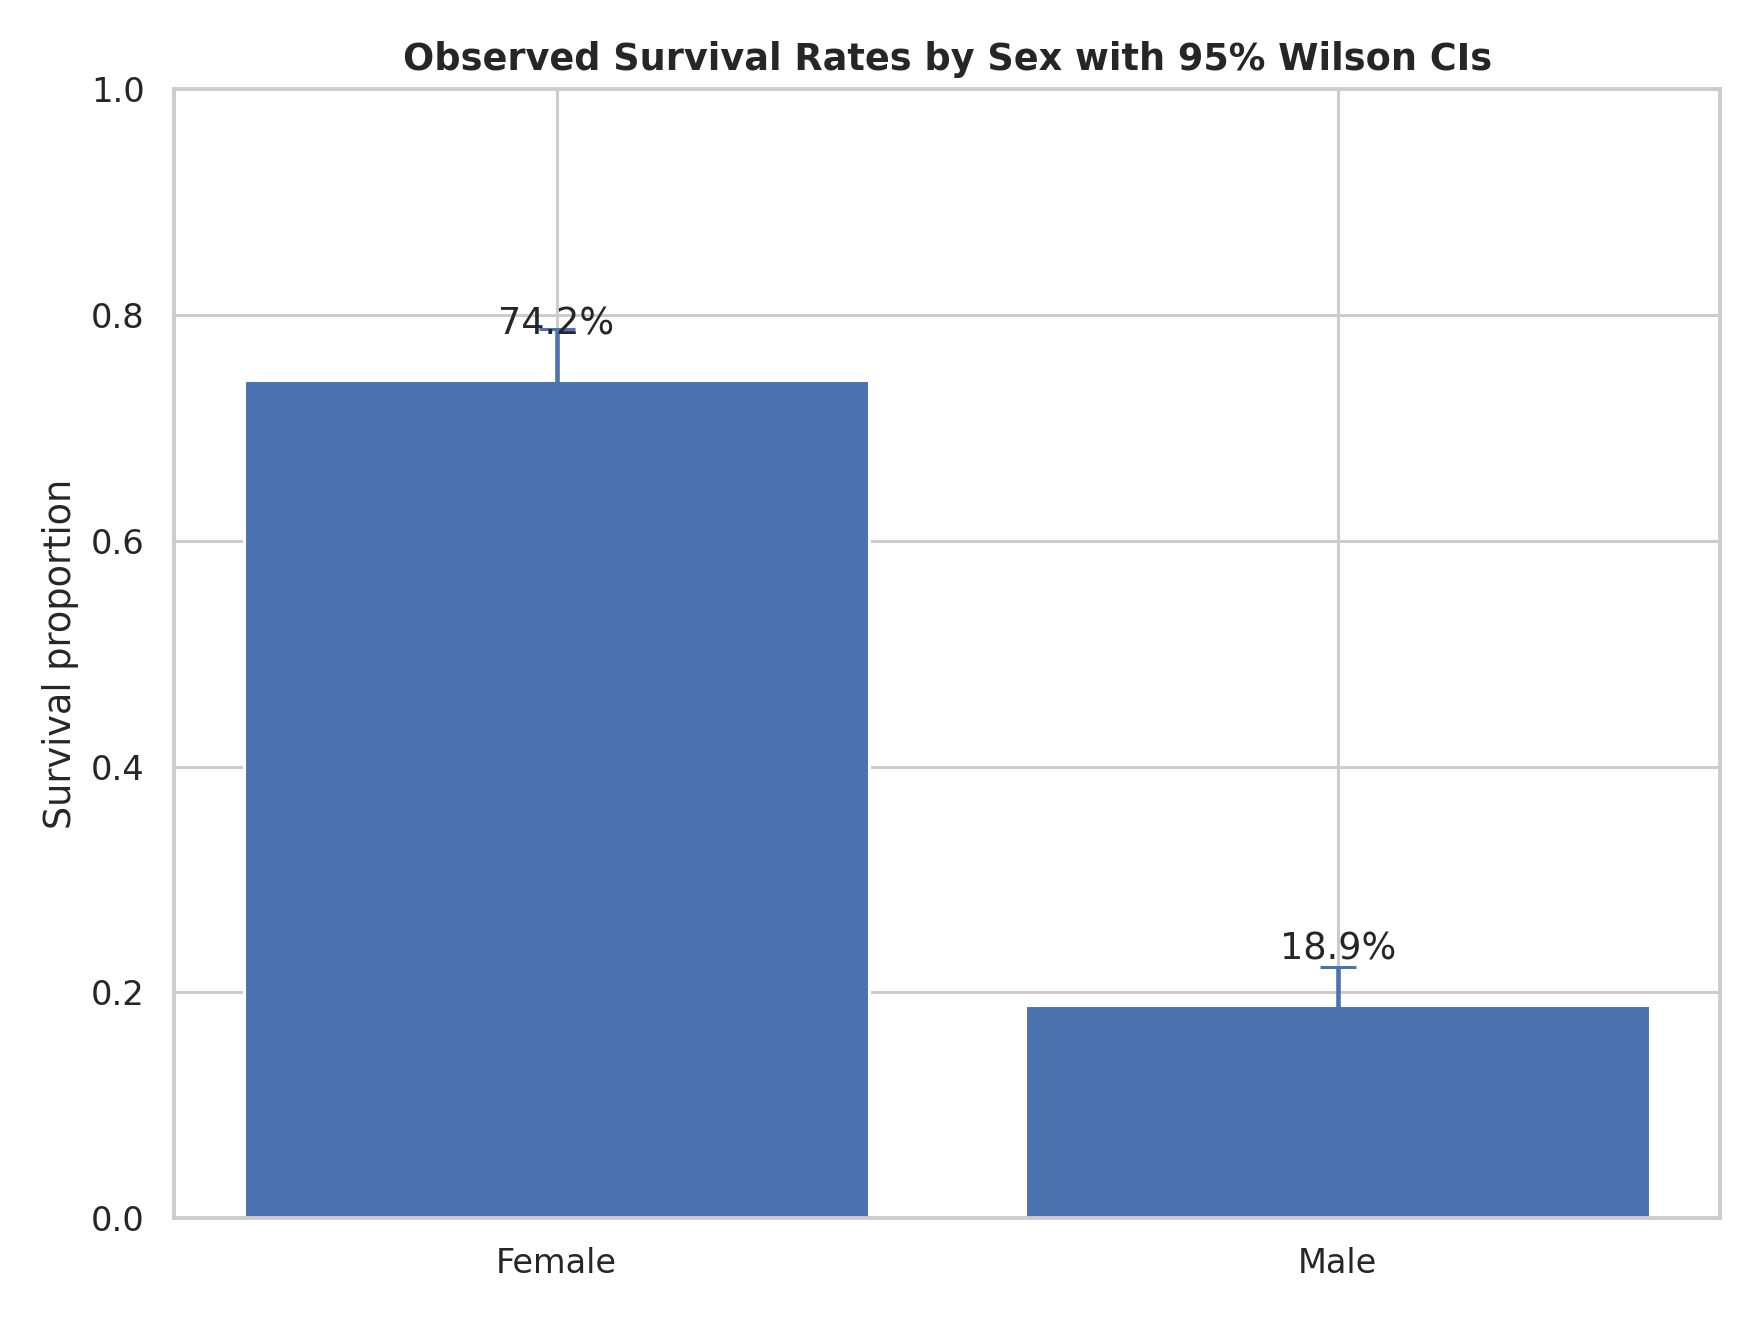 Observed Survival Rates by Sex with 95% Wilson CIs
1.0
0.8
0.6
0.4
0.2
0.0
Survival proportion
74.2%
18.9%
Female
Male